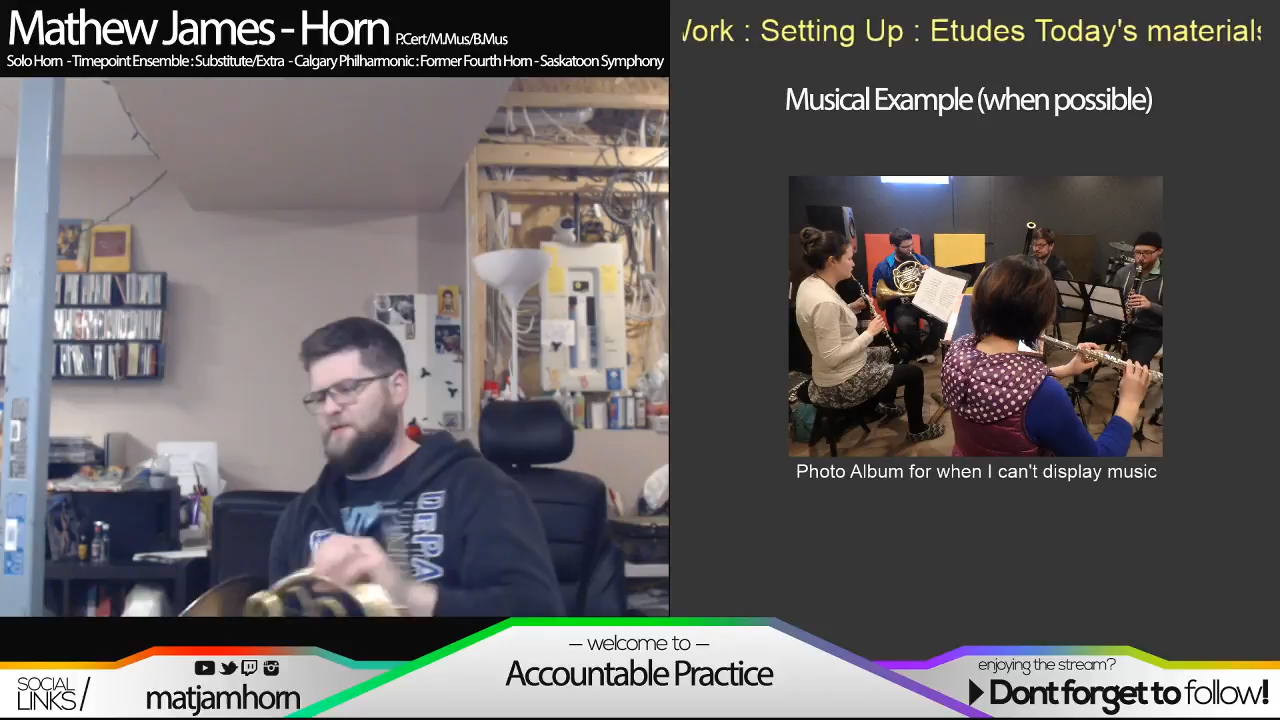 Mathew James - Horn P.Cert/M.Mus/B.Mus
Solo Horn - Timepoint Ensemble : Substitute/Extra - Calgary Philharmonic : Former Fourth Horn - Saskatoon Symphony
Work : Setting Up : Etudes Today's materials
Musical Example (when possible)
Photo Album for when I can't display music
DEPA
– welcome to –
Accountable Practice
SOCIAL
LINKS
matjamhorn
enjoying the stream?
Dont forget to follow!